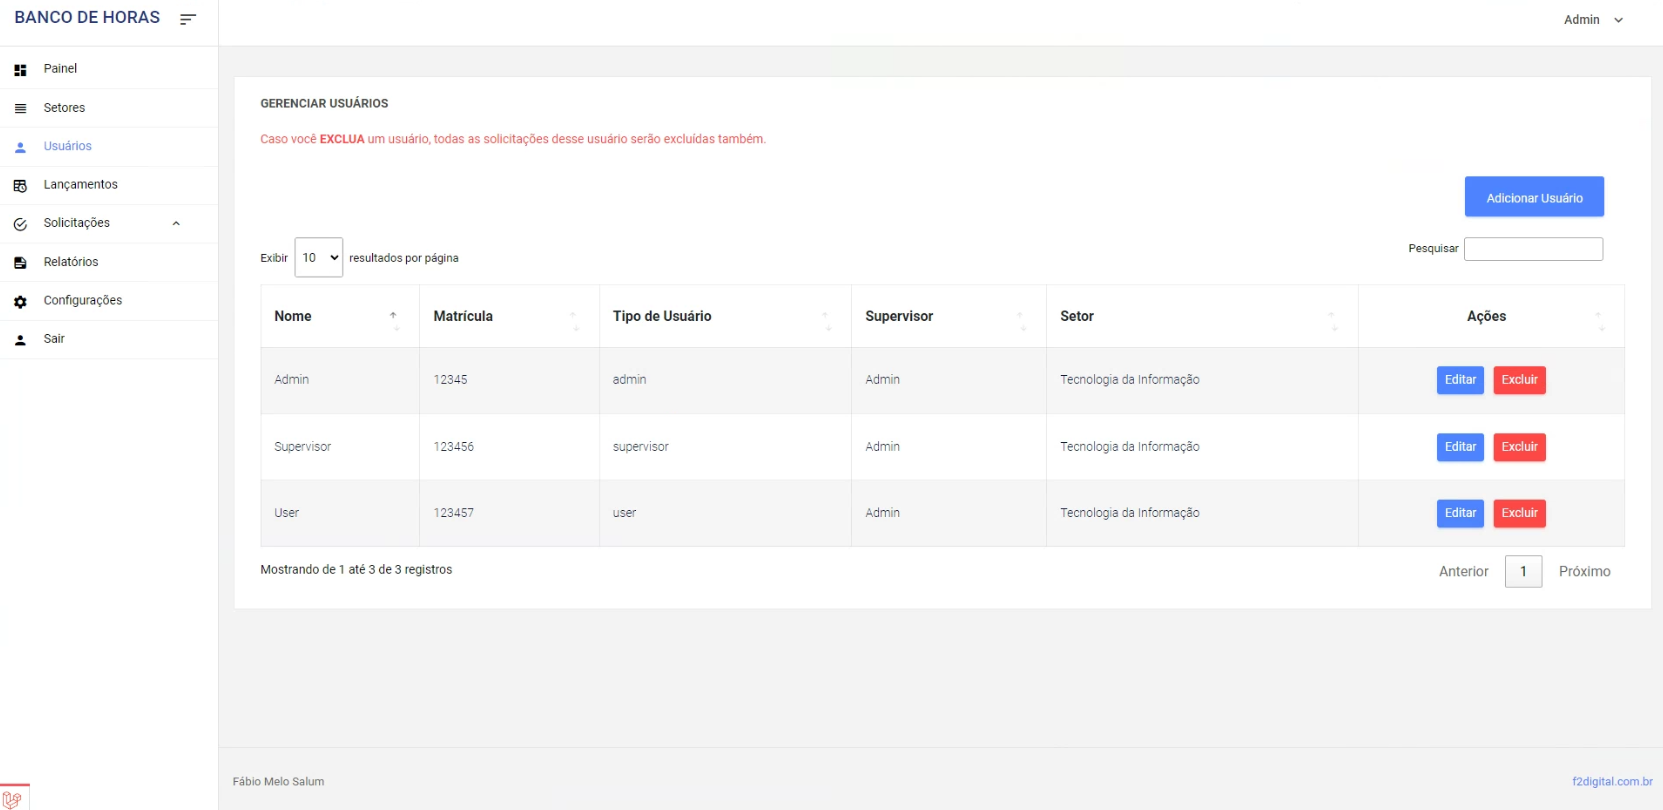 BANCO DE HORAS
Admin
Painel
Setores
Usuários
Lançamentos
Solicitações
Relatórios
Configurações
Sair
GERENCIAR USUÁRIOS
Caso você EXCLUA um usuário, todas as solicitações desse usuário serão excluídas também.
Adicionar Usuário
Exibir 10 resultados por página
Pesquisar
Nome Matrícula Tipo de Usuário Supervisor Setor Ações
Admin 12345 admin Admin Tecnologia da Informação Editar Excluir
Supervisor 123456 supervisor Admin Tecnologia da Informação Editar Excluir
User 123457 user Admin Tecnologia da Informação Editar Excluir
Mostrando de 1 até 3 de 3 registros
Anterior 1 Próximo
Fábio Melo Salum
f2digital.com.br